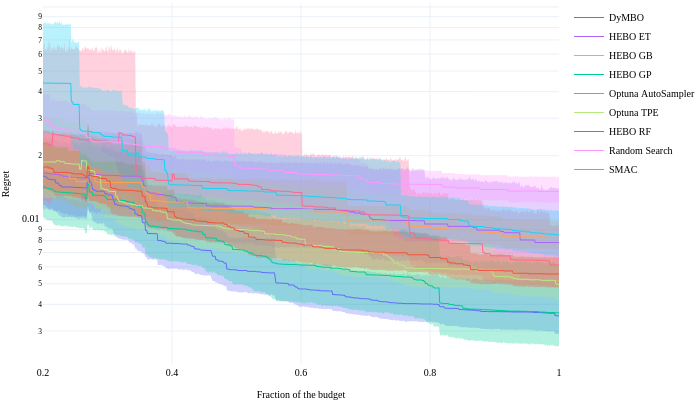 9
8
7
6
5
4
3
2
0.01
9
8
7
6
5
4
3
Regret
0.2
0.4
0.6
0.8
1
Fraction of the budget
DyMBO
HEBO ET
HEBO GB
HEBO GP
Optuna AutoSampler
Optuna TPE
HEBO RF
Random Search
SMAC